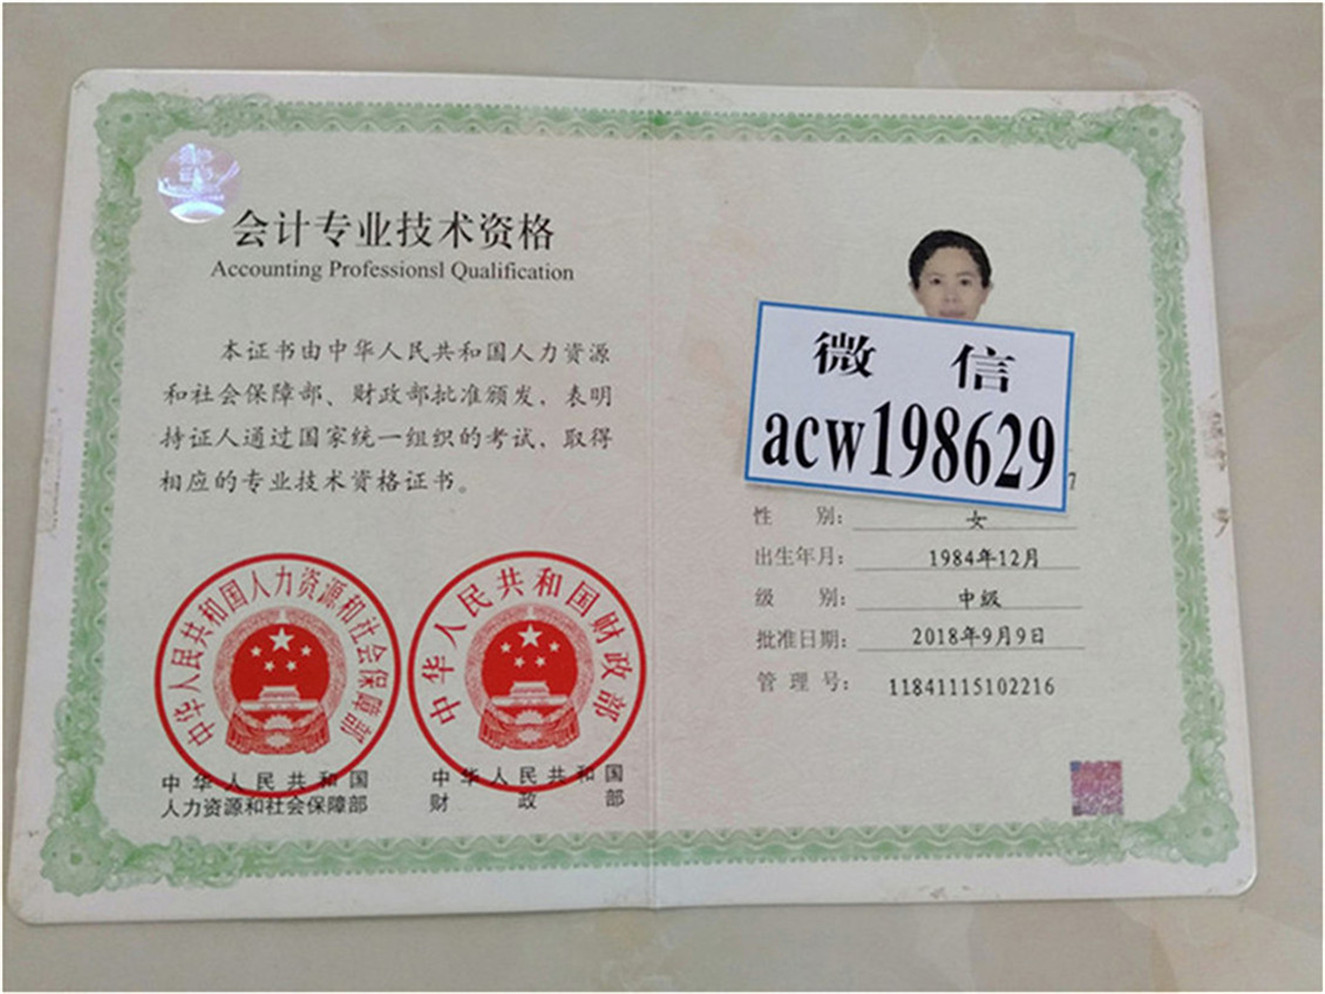 会计专业技术资格
Accounting Professionsl Qualification
本证书由中华人民共和国人力资源
和社会保障部、财政部批准颁发,表明
持证人通过国家统一组织的考试,取得
相应的专业技术资格证书。
中华人民共和国人力资源和社会保障部
中华人民共和国财政部
中华人民共和国
人力资源和社会保障部
中华人民共和国
财政部
微信
acw198629
7
性别: 女
出生年月: 1984年12月
级别: 中级
批准日期: 2018年9月9日
管理号: 11841115102216